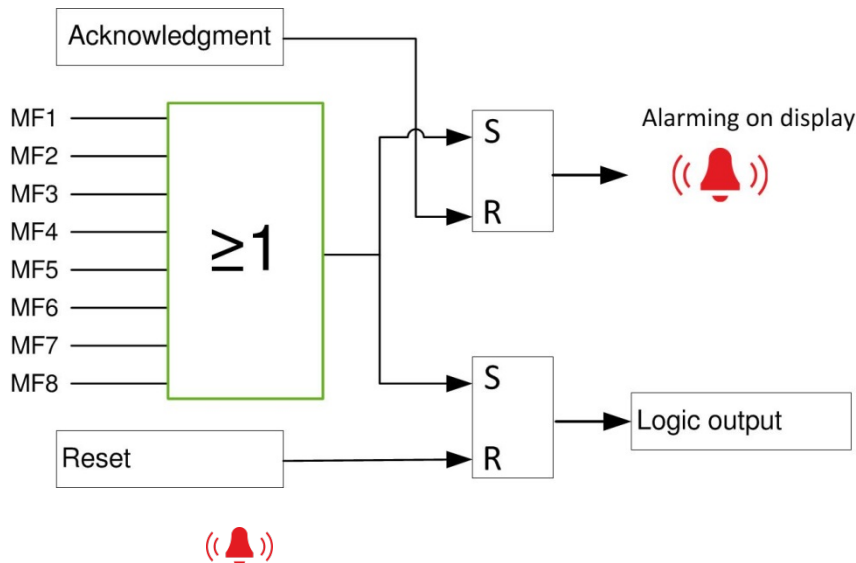 Acknowledgment
MF1
MF2
MF3
MF4
MF5
MF6
MF7
MF8
≥1
S
R
Alarming on display
S
R
Logic output
Reset